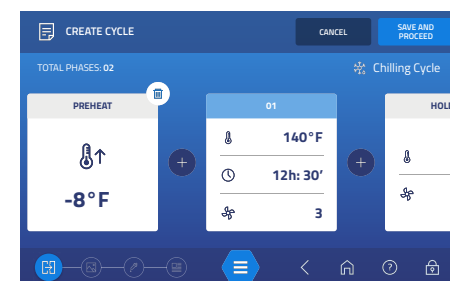 CREATE CYCLE
CANCEL
SAVE AND
PROCEED
TOTAL PHASES: 02
Chilling Cycle
PREHEAT
-8°F
01
140°F
12h: 30'
3